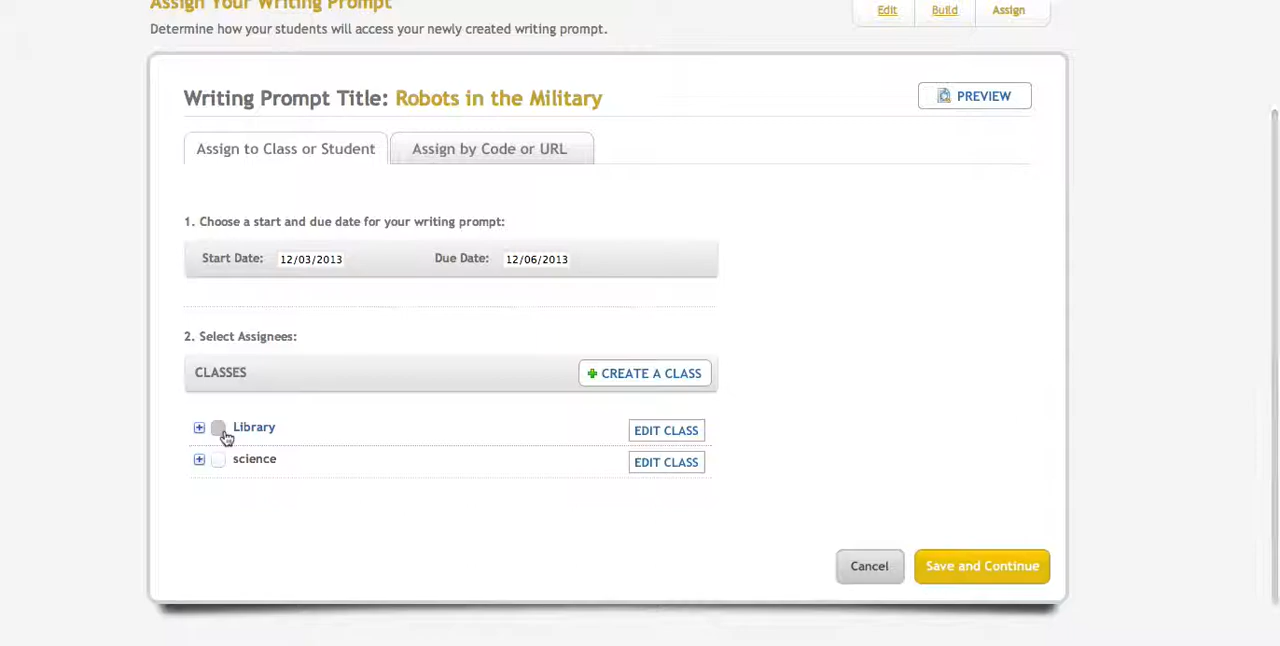 Assign Your Writing Prompt
Edit Build Assign
Determine how your students will access your newly created writing prompt.
Writing Prompt Title: Robots in the Military
PREVIEW
Assign to Class or Student Assign by Code or URL
1. Choose a start and due date for your writing prompt:
Start Date: 12/03/2013 Due Date: 12/06/2013
2. Select Assignees:
CLASSES CREATE A CLASS
Library EDIT CLASS
science EDIT CLASS
Cancel Save and Continue